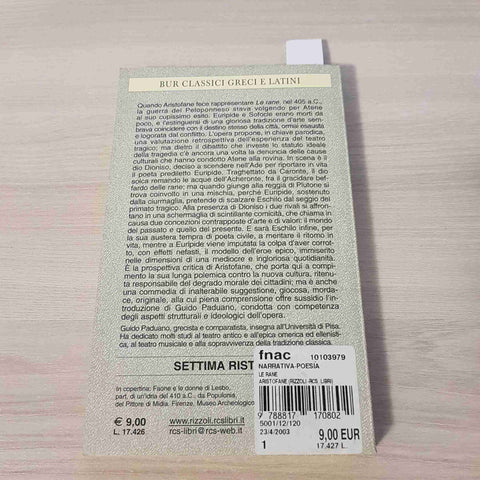 BUR CLASSICI GRECI E LATINI
Quando Aristofane fece rappresentare Le rane, nel 405 a.C.,
la guerra del Peloponneso stava volgendo per Atene
al suo cupissimo esito. Euripide e Sofocle erano morti da
poco, e l'estinguersi di una gloriosa tradizione d'arte sem-
brava coincidere con il destino stesso della città, ormai esausta
e logorata dal conflitto. L'opera propone, in chiave parodica,
una valutazione retrospettiva dell'esperienza del teatro
tragico; ma dietro il dibattito che investe lo statuto ideale
della tragedia c'è ancora una volta la denuncia delle cause
culturali che hanno condotto Atene alla rovina. In scena è il
dio Dioniso, deciso a scendere nell'Ade per riportare in vita
il poeta prediletto Euripide. Traghettato da Caronte, il dio
solca remando le acque dell'Acheronte, fra il gracidare bef-
fardo delle rane; ma quando giunge alla reggia di Plutone si
trova coinvolto in una mischia, perché Euripide, sostenuto
dalla ciurmaglia, pretende di scalzare Eschilo dal seggio del
primato tragico. Alla presenza di Dioniso i due rivali si affron-
tano in una schermaglia di scintillante comicità, che chiama in
causa due concezioni contrapposte d'arte e di valori: il mondo
del passato e quello del presente. E sarà Eschilo infine, per
la sua austera tempra di poeta civile, a meritare il ritorno in
vita, mentre a Euripide viene imputata la colpa d'aver corrot-
to, con effetti nefasti, il modello dell'eroe epico, immiserito
nelle dimensioni di una mediocre e ingloriosa quotidianità.
È la prospettiva critica di Aristofane, che porta qui a compi-
mento la sua lunga polemica contro la nuova cultura, ritenu-
ta responsabile del degrado morale dei cittadini; ma è anche
una commedia di inalterabile suggestione, giocosa, morda-
ce, originale, alla cui piena comprensione offre sussidio l'in-
troduzione di Guido Paduano, condotta con competenza
degli aspetti strutturali e ideologici dell'opera.
Guido Paduano, grecista e comparatista, insegna all'Università di Pisa.
Ha dedicato molti studi al teatro antico e all'epica omerica ed ellenisti-
ca, al teatro musicale e alla sopravvivenza della tradizione classica.
SETTIMA RIST
In copertina: Faone e le donne di Lesbo,
part. di un'idria del 410 a.C., da Populonia,
del Pittore di Midia. Firenze, Museo Archeologico
€ 9,00
L. 17.426
www.rizzoli.rcslibri.it
rcs-libri@rcs-web.it
fnac 10103979
NARRATIVA-POESIA
LE RANE
ARISTOFANE (RIZZOLI-RCS LIBRI)
9 788817 170802
5001/12/120
23/4/2003
9,00 EUR
1
17.427 L.